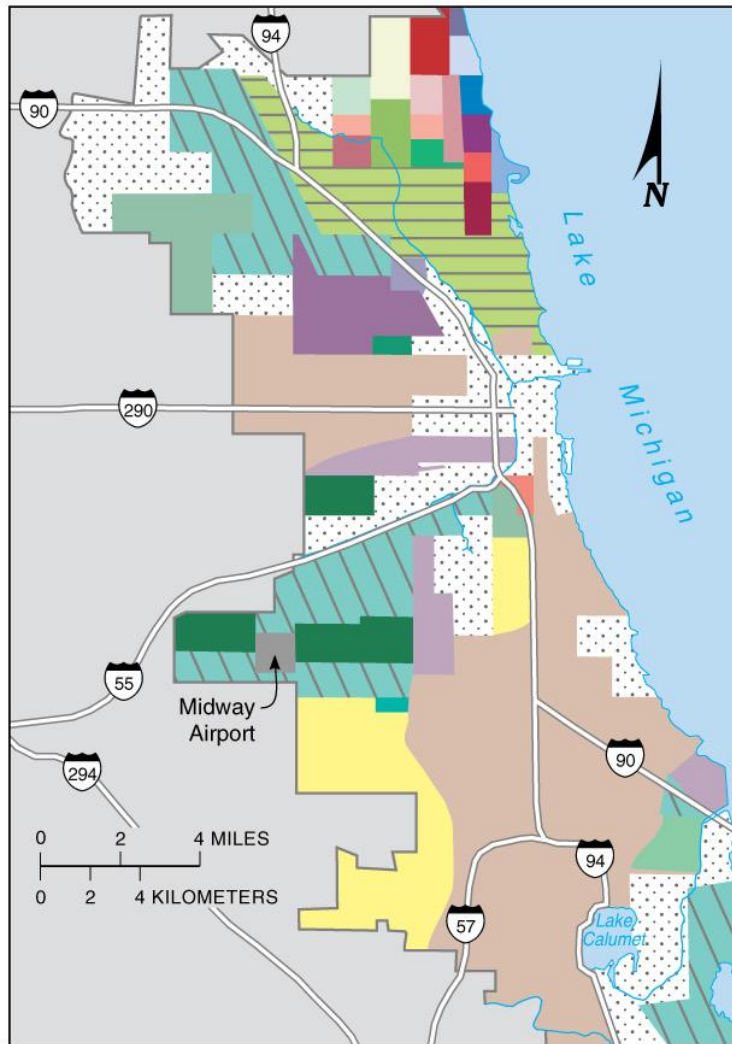 94
90
N
Lake
Michigan
290
55
Midway
Airport
294
90
0 2 4 MILES
0 2 4 KILOMETERS
94
57
Lake
Calumet